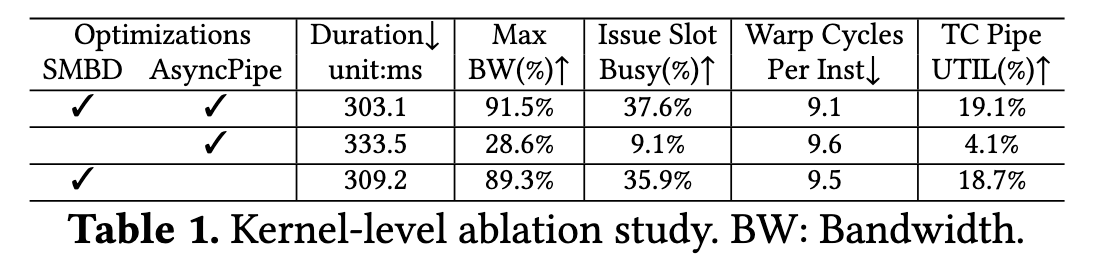 Optimizations Duration↓ Max Issue Slot Warp Cycles TC Pipe
SMBD AsyncPipe unit:ms BW(%)↑ Busy(%)↑ Per Inst↓ UTIL(%)↑
✓ ✓ 303.1 91.5% 37.6% 9.1 19.1%
✓ 333.5 28.6% 9.1% 9.6 4.1%
✓ 309.2 89.3% 35.9% 9.5 18.7%
Table 1. Kernel-level ablation study. BW: Bandwidth.